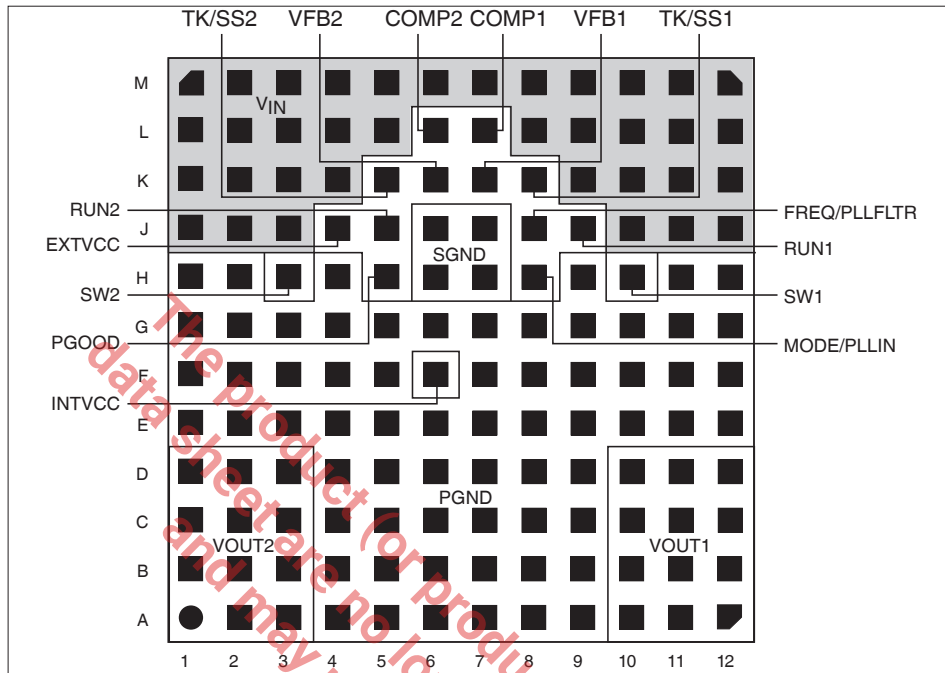 TK/SS2 VFB2 COMP2 COMP1 VFB1 TK/SS1
M
VIN
L
K
RUN2
J
FREQ/PLLFLTR
EXTVCC
SGND
RUN1
H
SW2
SW1
G
PGOOD
MODE/PLLIN
F
INTVCC
E
D
PGND
C
VOUT2
VOUT1
B
A
1 2 3 4 5 6 7 8 9 10 11 12
The product (or produ
data sheet are no lo
and may